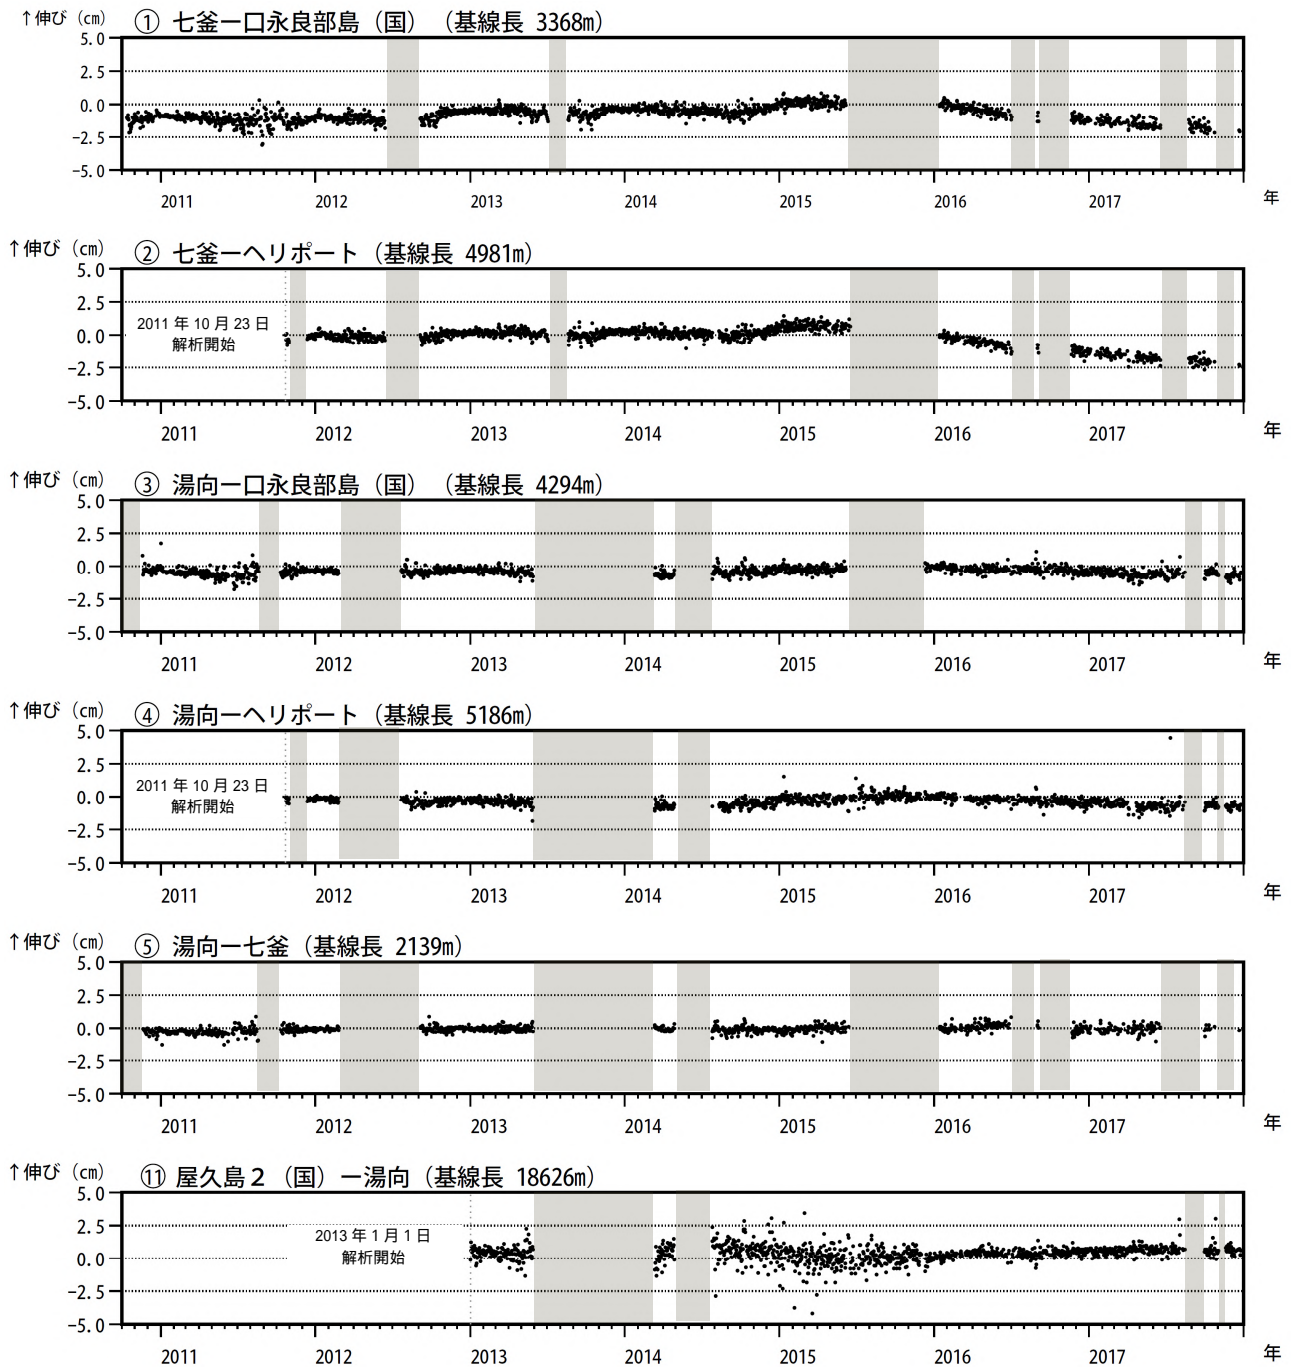 ↑伸び（cm） ① 七釜ー口永良部島（国）（基線長 3368m）
5.0
2.5
0.0
−2.5
−5.0
2011 2012 2013 2014 2015 2016 2017 年
↑伸び（cm） ② 七釜ーヘリポート（基線長 4981m）
5.0
2.5
2011 年 10 月 23 日
0.0
解析開始
−2.5
−5.0
2011 2012 2013 2014 2015 2016 2017 年
↑伸び（cm） ③ 湯向ー口永良部島（国）（基線長 4294m）
5.0
2.5
0.0
−2.5
−5.0
2011 2012 2013 2014 2015 2016 2017 年
↑伸び（cm） ④ 湯向ーヘリポート（基線長 5186m）
5.0
2.5
2011 年 10 月 23 日
0.0
解析開始
−2.5
−5.0
2011 2012 2013 2014 2015 2016 2017 年
↑伸び（cm） ⑤ 湯向ー七釜（基線長 2139m）
5.0
2.5
0.0
−2.5
−5.0
2011 2012 2013 2014 2015 2016 2017 年
↑伸び（cm） ⑪ 屋久島２（国）ー湯向（基線長 18626m）
5.0
2.5
2013 年 1 月 1 日
0.0
解析開始
−2.5
−5.0
2011 2012 2013 2014 2015 2016 2017 年